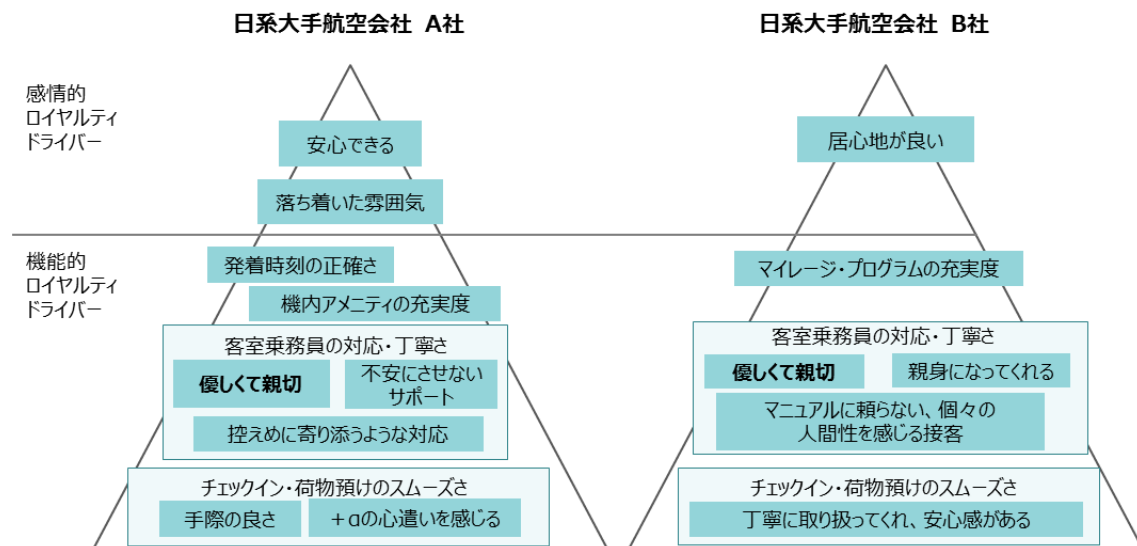 日系大手航空会社 A社
日系大手航空会社 B社
感情的
ロイヤルティ
ドライバー
安心できる
落ち着いた雰囲気
居心地が良い
機能的
ロイヤルティ
ドライバー
発着時刻の正確さ
機内アメニティの充実度
客室乗務員の対応・丁寧さ
優しくて親切
不安にさせない
サポート
控えめに寄り添うような対応
チェックイン・荷物預けのスムーズさ
手際の良さ
+αの心遣いを感じる
マイレージ・プログラムの充実度
客室乗務員の対応・丁寧さ
優しくて親切
親身になってくれる
マニュアルに頼らない、個々の
人間性を感じる接客
チェックイン・荷物預けのスムーズさ
丁寧に取り扱ってくれ、安心感がある